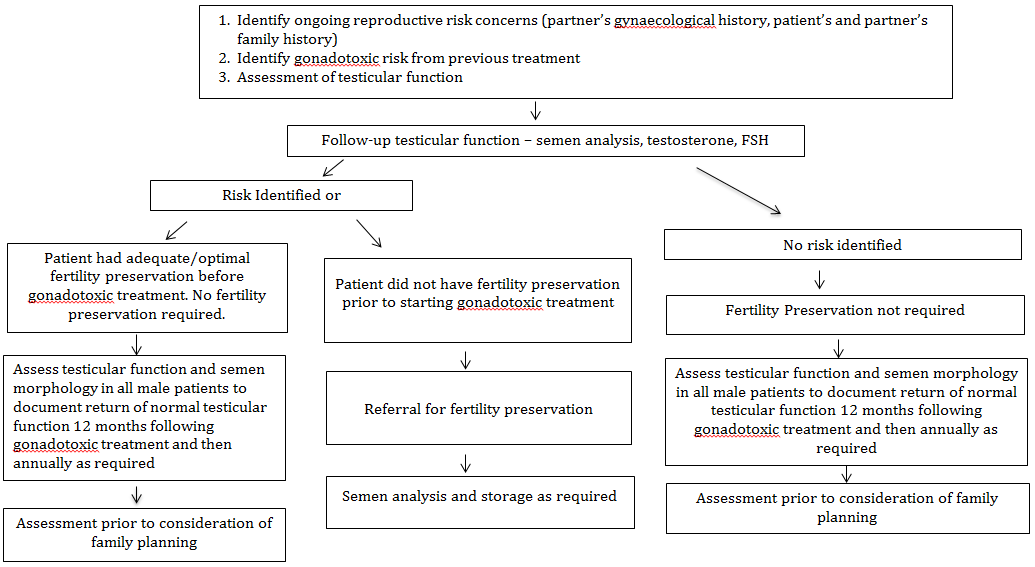 1. Identify ongoing reproductive risk concerns (partner's gynaecological history, patient's and partner's
family history)
2. Identify gonadotoxic risk from previous treatment
3. Assessment of testicular function
Follow-up testicular function – semen analysis, testosterone, FSH
Risk Identified or
No risk identified
Patient had adequate/optimal
fertility preservation before
gonadotoxic treatment. No fertility
preservation required.
Patient did not have fertility preservation
prior to starting gonadotoxic treatment
Fertility Preservation not required
Assess testicular function and semen
morphology in all male patients to
document return of normal testicular
function 12 months following
gonadotoxic treatment and then
annually as required
Referral for fertility preservation
Assess testicular function and semen morphology
in all male patients to document return of normal
testicular function 12 months following
gonadotoxic treatment and then annually as
required
Semen analysis and storage as required
Assessment prior to consideration of family
planning
Assessment prior to consideration of
family planning